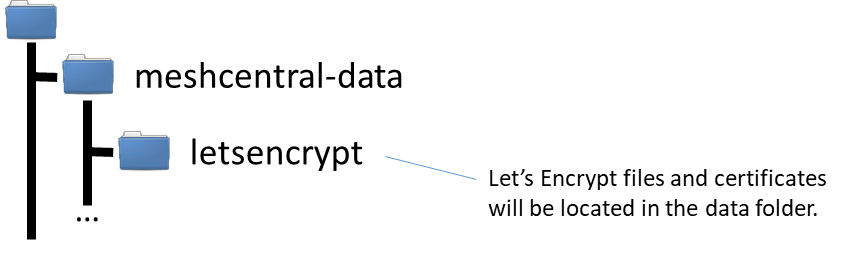 meshcentral-data
letsencrypt
Let’s Encrypt files and certificates
will be located in the data folder.
...